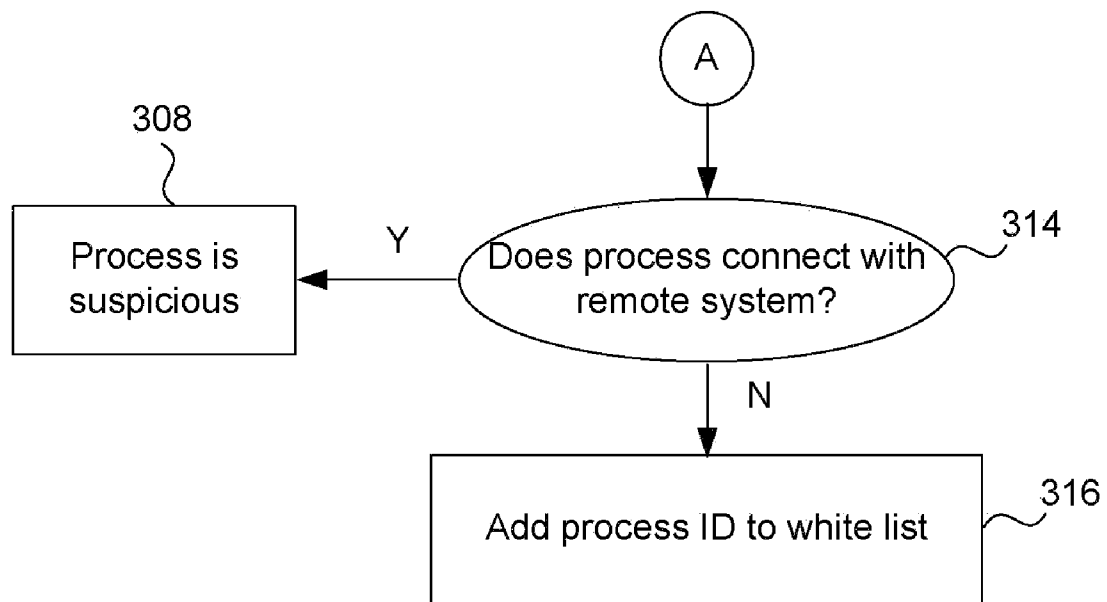 A
308
314
Y
Process is
suspicious
Does process connect with
remote system?
N
316
Add process ID to white list